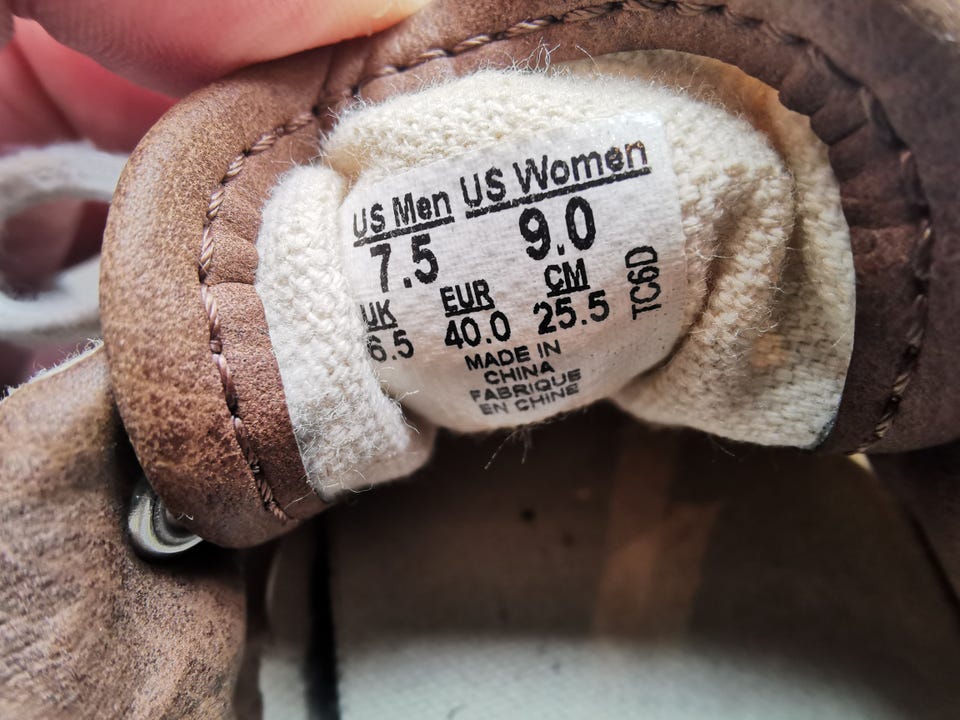 US Men US Women
7.5 9.0
UK EUR CM
6.5 40.0 25.5
TC6D
MADE IN
CHINA
FABRIQUE
EN CHINE